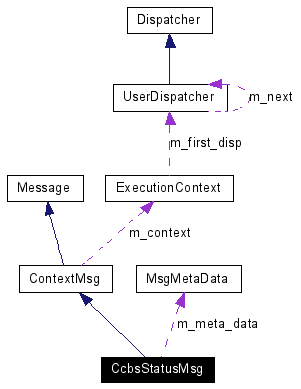 Dispatcher
UserDispatcher
m_next
m_first_disp
Message
ExecutionContext
m_context
ContextMsg
MsgMetaData
m_meta_data
CcbsStatusMsg